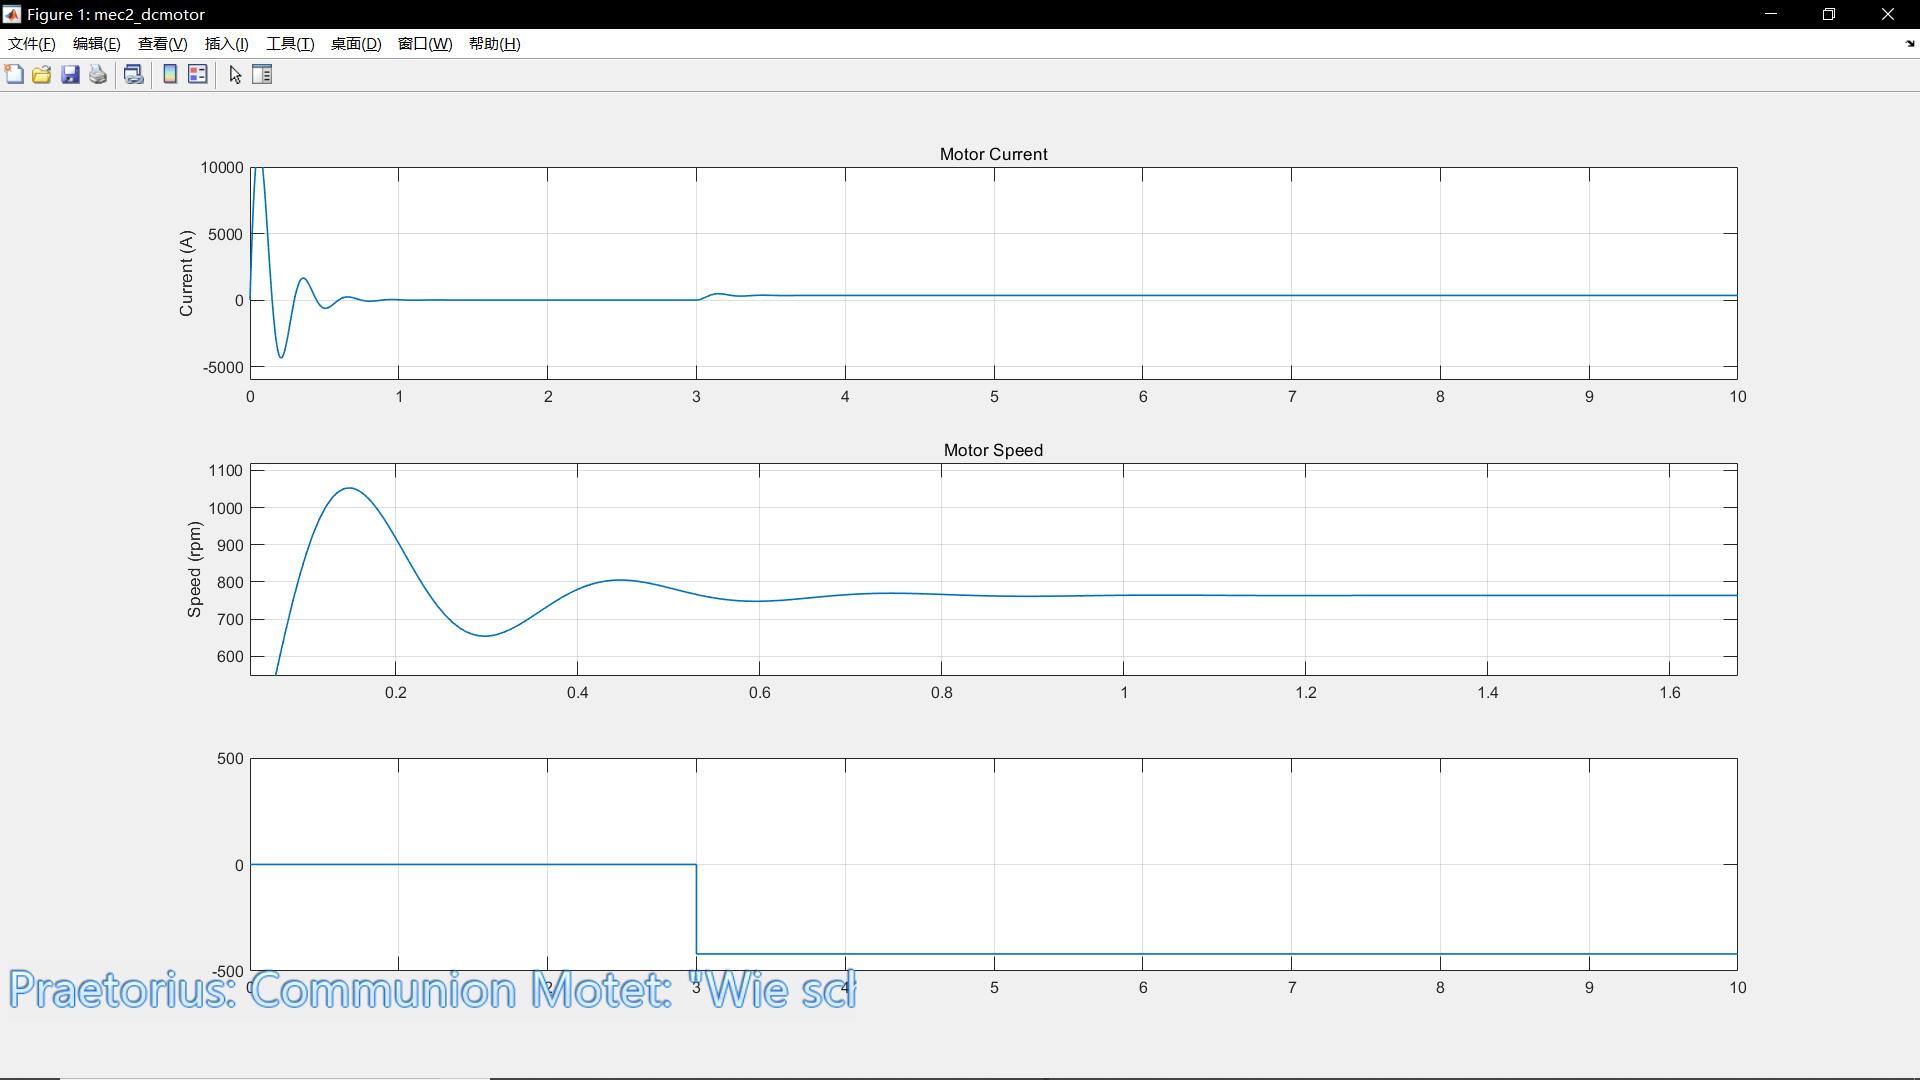 Figure 1: mec2_dcmotor
文件(F) 编辑(E) 查看(V) 插入(I) 工具(T) 桌面(D) 窗口(W) 帮助(H)
Motor Current
Current (A)
10000
5000
0
-5000
0 1 2 3 4 5 6 7 8 9 10
Motor Speed
Speed (rpm)
1100
1000
900
800
700
600
0.2 0.4 0.6 0.8 1 1.2 1.4 1.6
500
0
-500
0 2 3 4 5 6 7 8 9 10
Praetorius: Communion Motet: "Wie sch